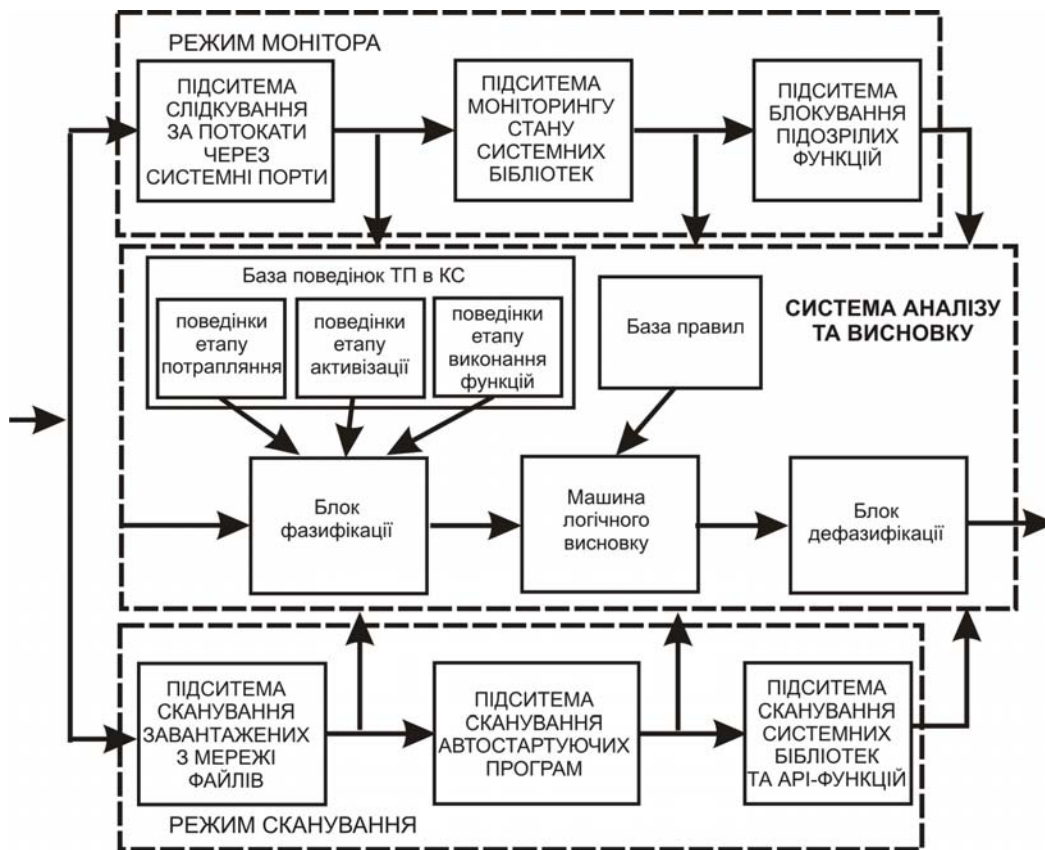 РЕЖИМ МОНІТОРА
ПІДСИТЕМА
СЛІДКУВАННЯ
ЗА ПОТОКАТИ
ЧЕРЕЗ
СИСТЕМНІ ПОРТИ
ПІДСИТЕМА
МОНІТОРИНГУ
СТАНУ
СИСТЕМНИХ
БІБЛІОТЕК
ПІДСИТЕМА
БЛОКУВАННЯ
ПІДОЗРІЛИХ
ФУНКЦІЙ
База поведінок ТП в КС
поведінки
етапу
потрапляння
поведінки
етапу
активізації
поведінки
етапу
виконання
функцій
База правил
СИСТЕМА АНАЛІЗУ
ТА ВИСНОВКУ
Блок
фазифікації
Машина
логічного
висновку
Блок
дефазифікації
ПІДСИТЕМА
СКАНУВАННЯ
ЗАВАНТАЖЕНИХ
З МЕРЕЖІ
ФАЙЛІВ
ПІДСИТЕМА
СКАНУВАННЯ
АВТОСТАРТУЮЧИХ
ПРОГРАМ
ПІДСИТЕМА
СКАНУВАННЯ
СИСТЕМНИХ
БІБЛІОТЕК
ТА АРІ-ФУНКЦІЙ
РЕЖИМ СКАНУВАННЯ